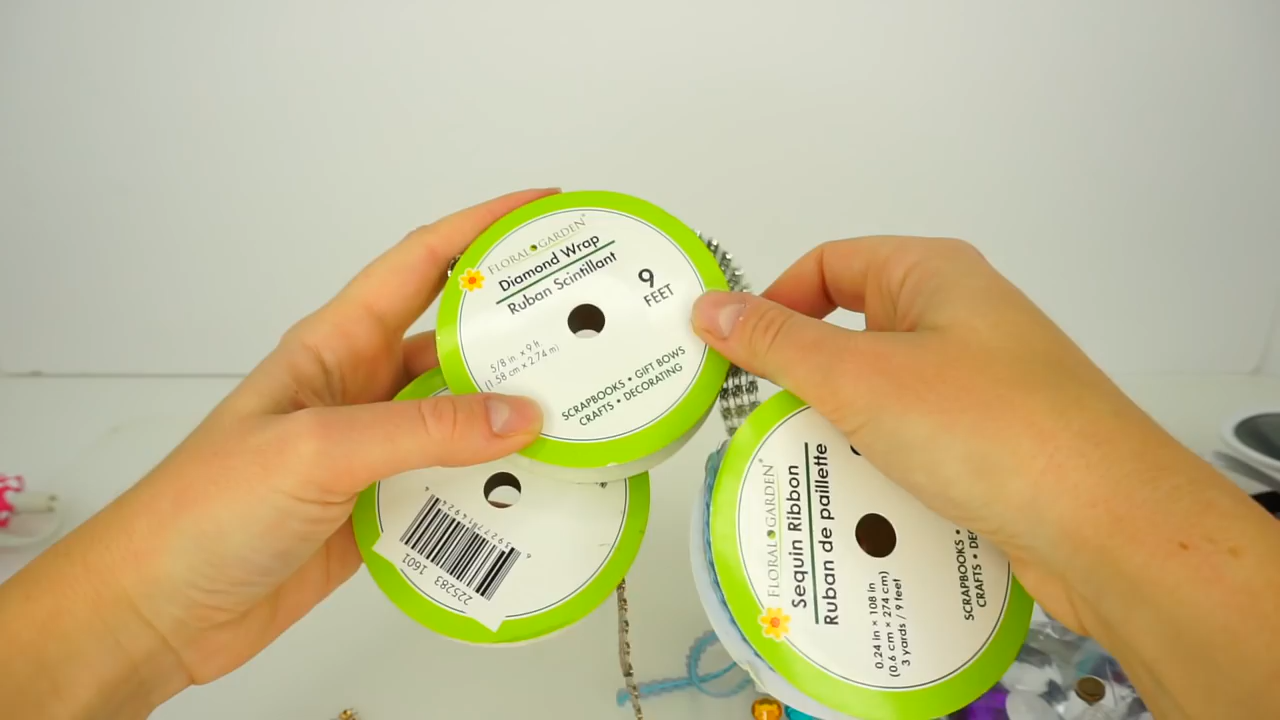 FLORAL GARDEN®
Diamond Wrap
Ruban Scintillant
9
FEET
5/8 in. x 9 h
(1.58 cm x 2.74 m)
SCRAPBOOKS • GIFT BOWS
CRAFTS • DECORATING
225283 1601
FLORAL GARDEN®
Sequin Ribbon
Ruban de paillette
0.24 in x 108 in
(0.6 cm x 274 cm)
3 yards / 9 feet
SCRAPBOOKS •
CRAFTS •